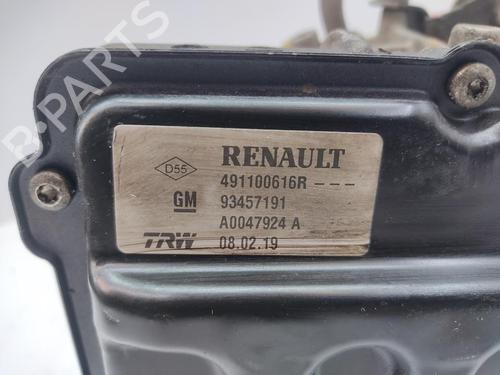 B-PARTS
D55
RENAULT
491100616R ---
GM 93457191
A0047924 A
TRW 08.02.19